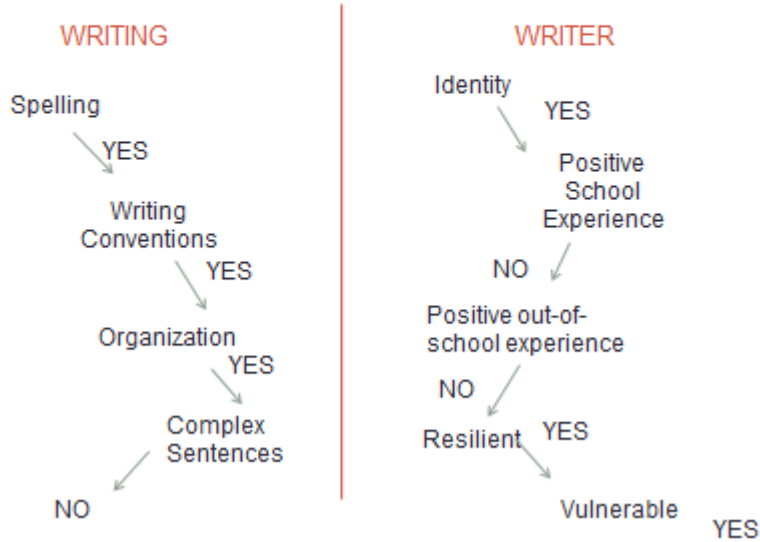 WRITING
Spelling
YES
Writing
Conventions
YES
Organization
YES
Complex
Sentences
NO
WRITER
Identity
YES
Positive
School
Experience
NO
Positive out-of-
school experience
NO
Resilient
YES
Vulnerable
YES